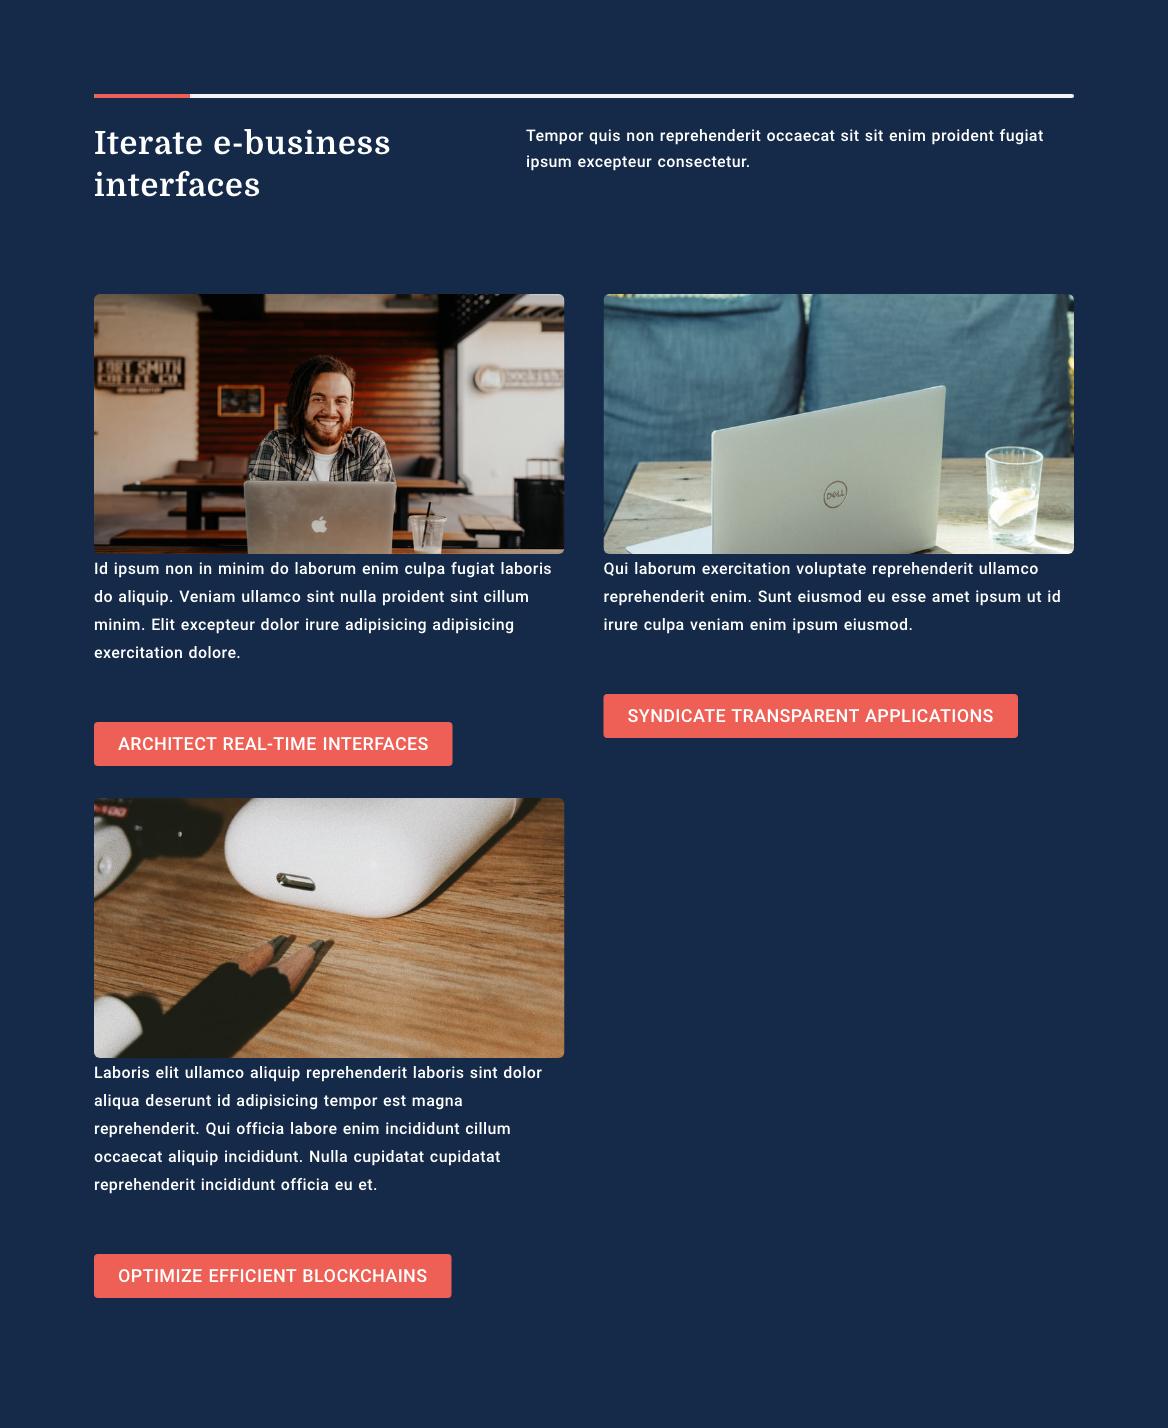 Iterate e-business
interfaces
Tempor quis non reprehenderit occaecat sit sit enim proident fugiat
ipsum excepteur consectetur.
FORT SMITH
COFFEE CO.
DELL
Id ipsum non in minim do laborum enim culpa fugiat laboris
do aliquip. Veniam ullamco sint nulla proident sint cillum
minim. Elit excepteur dolor irure adipisicing adipisicing
exercitation dolore.
ARCHITECT REAL-TIME INTERFACES
Qui laborum exercitation voluptate reprehenderit ullamco
reprehenderit enim. Sunt eiusmod eu esse amet ipsum ut id
irure culpa veniam enim ipsum eiusmod.
SYNDICATE TRANSPARENT APPLICATIONS
Laboris elit ullamco aliquip reprehenderit laboris sint dolor
aliqua deserunt id adipisicing tempor est magna
reprehenderit. Qui officia labore enim incididunt cillum
occaecat aliquip incididunt. Nulla cupidatat cupidatat
reprehenderit incididunt officia eu et.
OPTIMIZE EFFICIENT BLOCKCHAINS